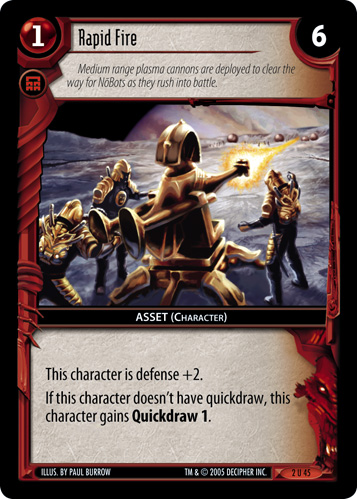 1
Rapid Fire
6
Medium range plasma cannons are deployed to clear the
way for NōBots as they rush into battle.
ASSET (CHARACTER)
This character is defense +2.
If this character doesn't have quickdraw, this
character gains Quickdraw 1.
ILLUS. BY PAUL BURROW
TM & © 2005 DECIPHER INC.
2 U 45